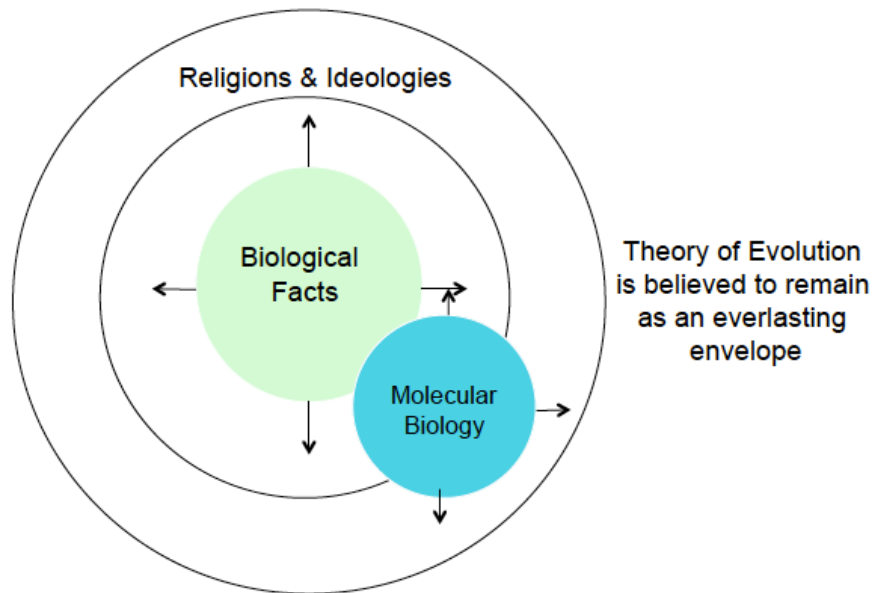 Religions & Ideologies
Biological
Facts
Theory of Evolution
is believed to remain
as an everlasting
envelope
Molecular
Biology